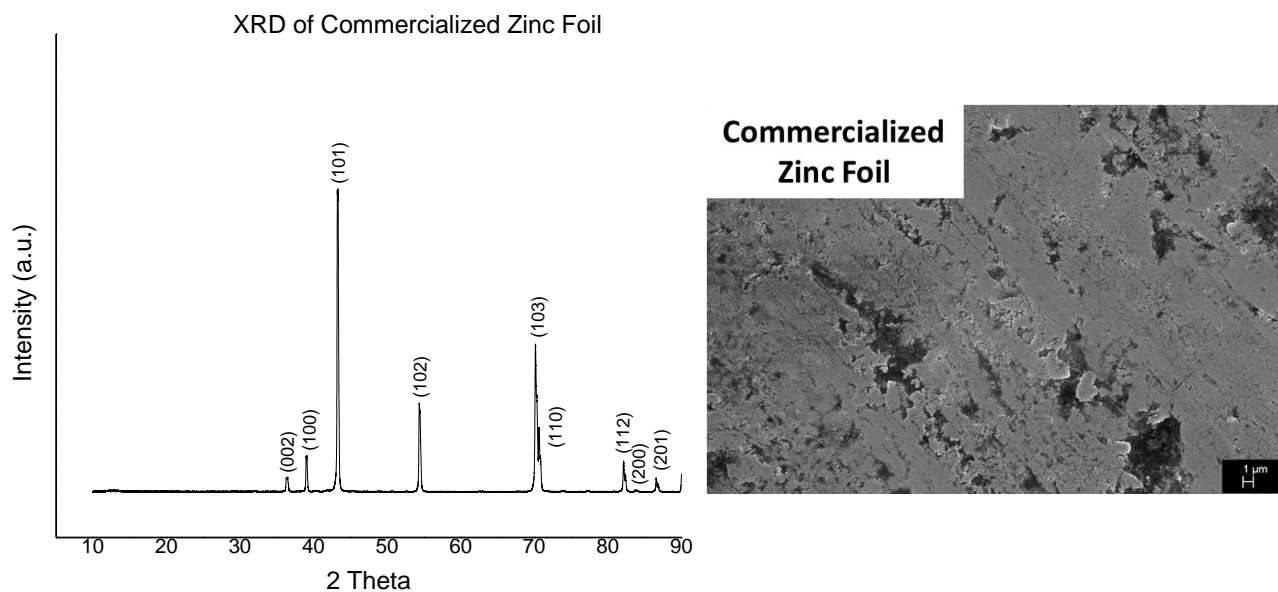 XRD of Commercialized Zinc Foil
Intensity (a.u.)
(002)
(100)
(101)
(102)
(103)
(110)
(112)
(200)
(201)
10 20 30 40 50 60 70 80 90
2 Theta
Commercialized
Zinc Foil
1 µm